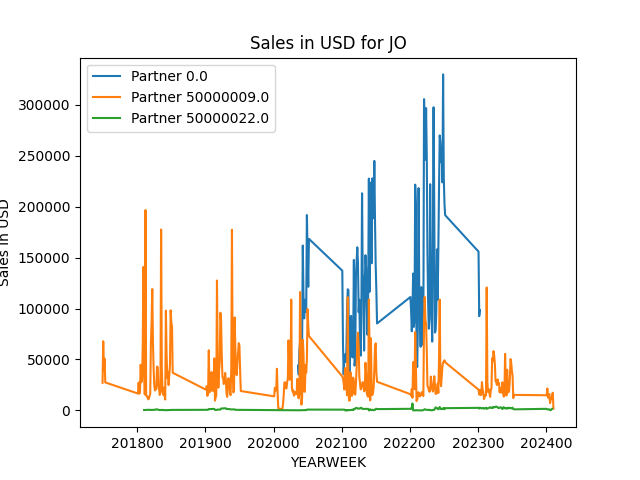 Sales in USD for JO
Partner 0.0
Partner 50000009.0
Partner 50000022.0
Sales in USD
300000
250000
200000
150000
100000
50000
0
201800
201900
202000
202100
202200
202300
202400
YEARWEEK